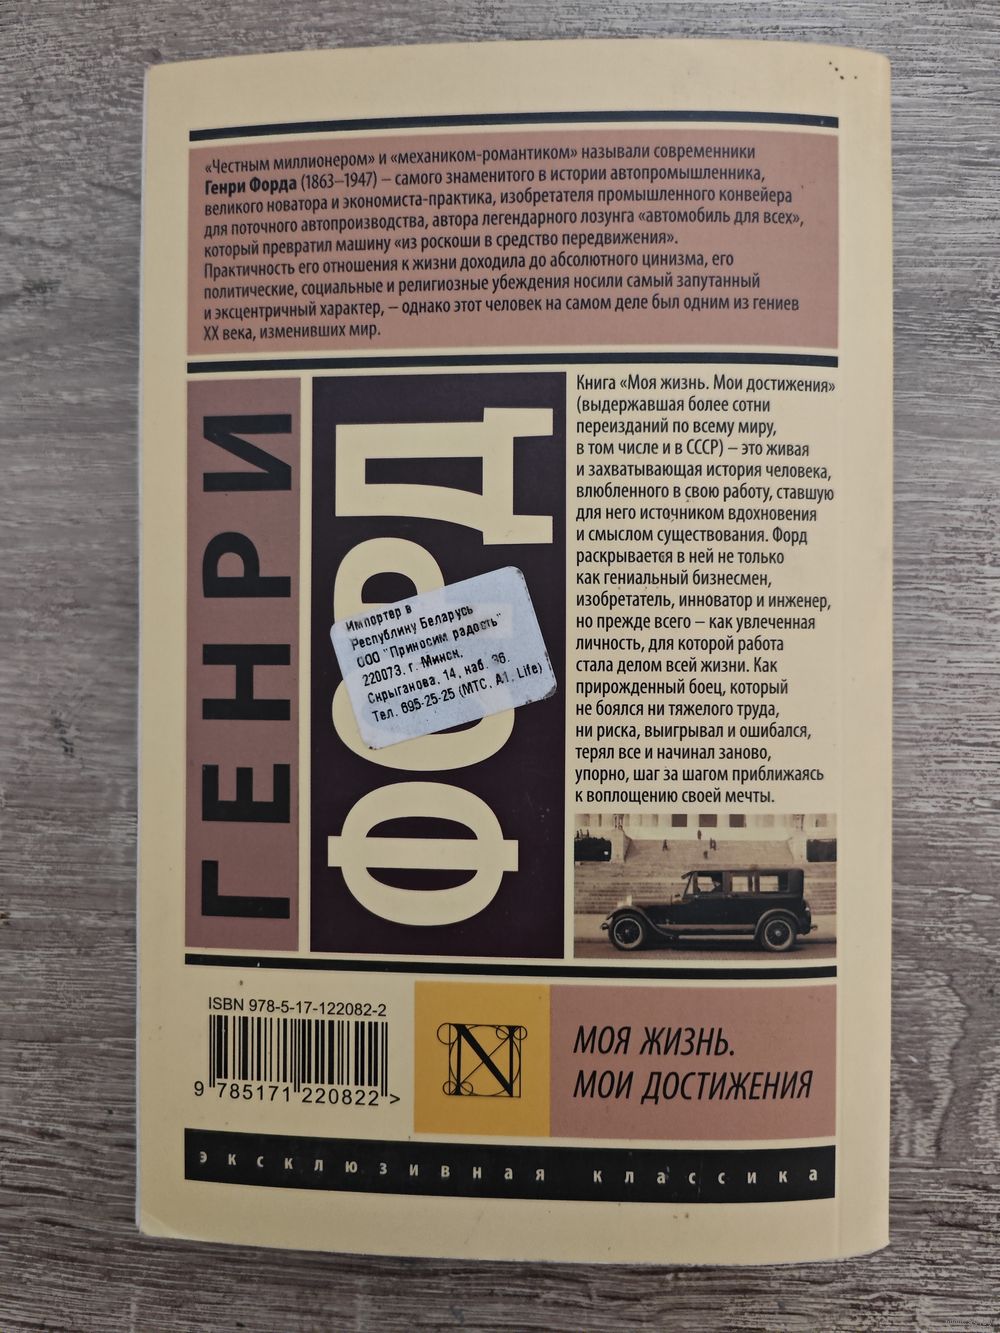 «Честным миллионером» и «механиком-романтиком» называли современники
Генри Форда (1863–1947) – самого знаменитого в истории автопромышленника,
великого новатора и экономиста-практика, изобретателя промышленного конвейера
для поточного автопроизводства, автора легендарного лозунга «автомобиль для всех»,
который превратил машину «из роскоши в средство передвижения».
Практичность его отношения к жизни доходила до абсолютного цинизма, его
политические, социальные и религиозные убеждения носили самый запутанный
и эксцентричный характер, – однако этот человек на самом деле был одним из гениев
XX века, изменивших мир.
ГЕНРИ
ФОРД
Импортер в
Республику Беларусь
ООО "Приносим радость"
220073, г. Минск,
Скрыганова, 14, каб. 36.
Тел. 695-25-25 (МТС, A1, Life)
Книга «Моя жизнь. Мои достижения»
(выдержавшая более сотни
переизданий по всему миру,
в том числе и в СССР) – это живая
и захватывающая история человека,
влюбленного в свою работу, ставшую
для него источником вдохновения
и смыслом существования. Форд
раскрывается в ней не только
как гениальный бизнесмен,
изобретатель, инноватор и инженер,
но прежде всего – как увлеченная
личность, для которой работа
стала делом всей жизни. Как
прирожденный боец, который
не боялся ни тяжелого труда,
ни риска, выигрывал и ошибался,
терял все и начинал заново,
упорно, шаг за шагом приближаясь
к воплощению своей мечты.
ISBN 978-5-17-122082-2
9 785171 220822 >
N
МОЯ ЖИЗНЬ.
МОИ ДОСТИЖЕНИЯ
эксклюзивная классика